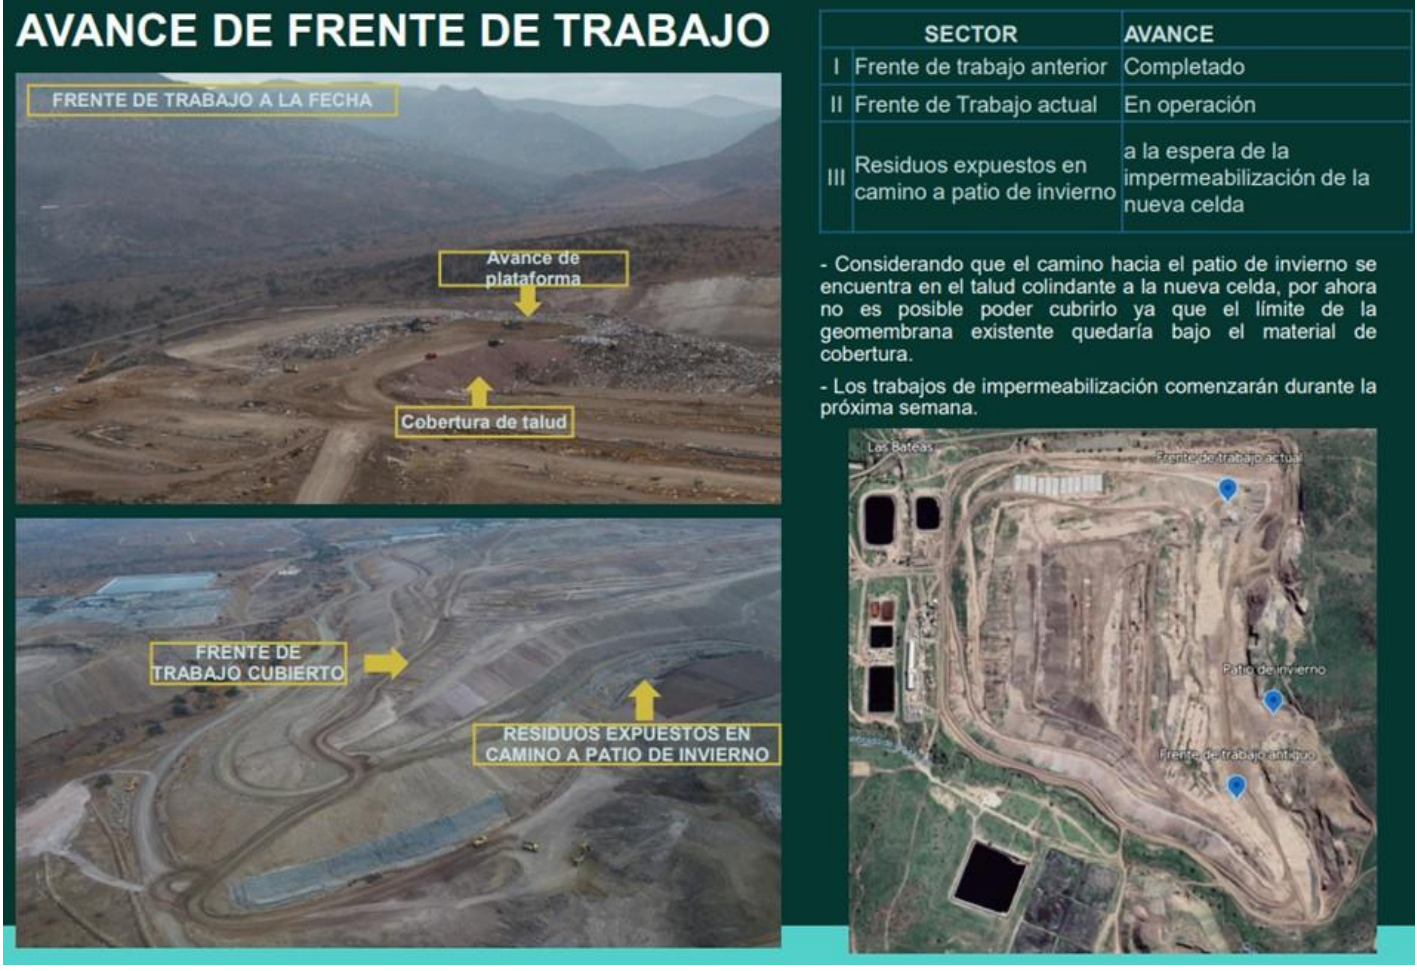 AVANCE DE FRENTE DE TRABAJO
FRENTE DE TRABAJO A LA FECHA
Avance de
plataforma
Cobertura de talud
FRENTE DE
TRABAJO CUBIERTO
RESIDUOS EXPUESTOS EN
CAMINO A PATIO DE INVIERNO
SECTOR AVANCE
I Frente de trabajo anterior Completado
II Frente de Trabajo actual En operación
III Residuos expuestos en
camino a patio de invierno
a la espera de la
impermeabilización de la
nueva celda
- Considerando que el camino hacia el patio de invierno se
encuentra en el talud colindante a la nueva celda, por ahora
no es posible poder cubrirlo ya que el límite de la
geomembrana existente quedaría bajo el material de
cobertura.
- Los trabajos de impermeabilización comenzarán durante la
próxima semana.
Las Bateas
Frente de trabajo actual
Patio de invierno
Frente de trabajo antiguo